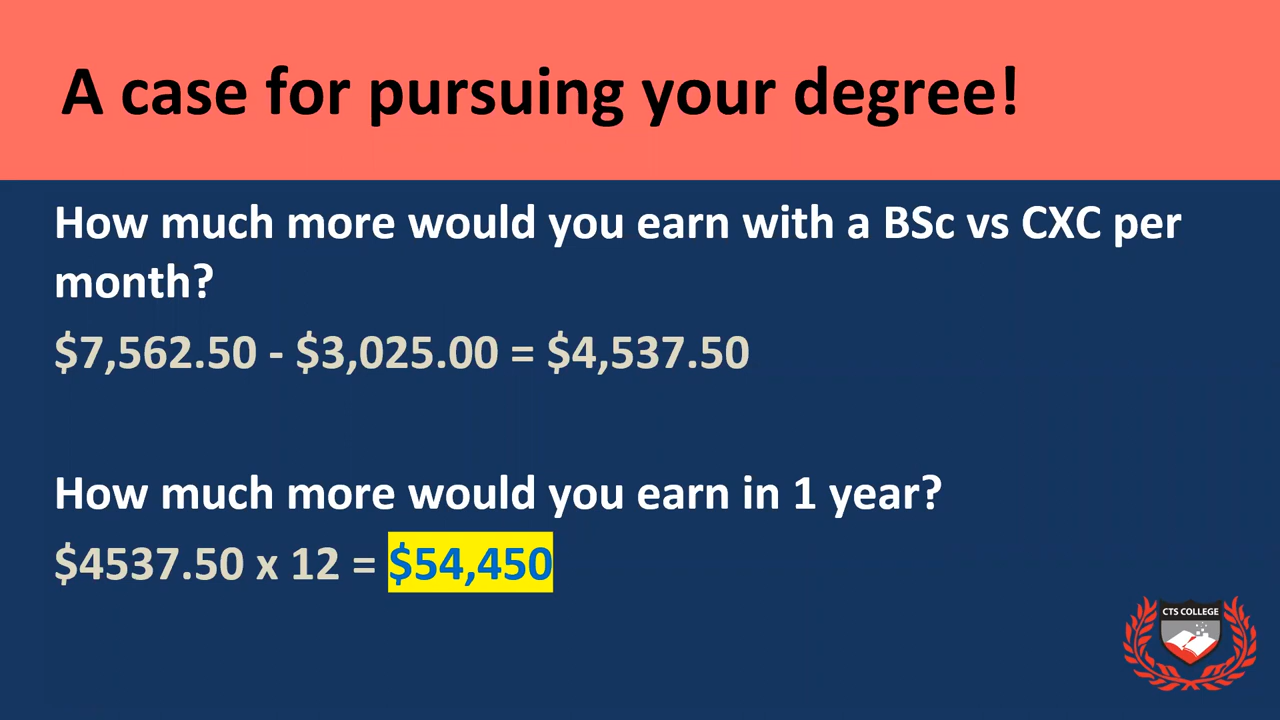 A case for pursuing your degree!
How much more would you earn with a BSc vs CXC per
month?
$7,562.50 - $3,025.00 = $4,537.50
How much more would you earn in 1 year?
$4537.50 x 12 = $54,450
CTS COLLEGE